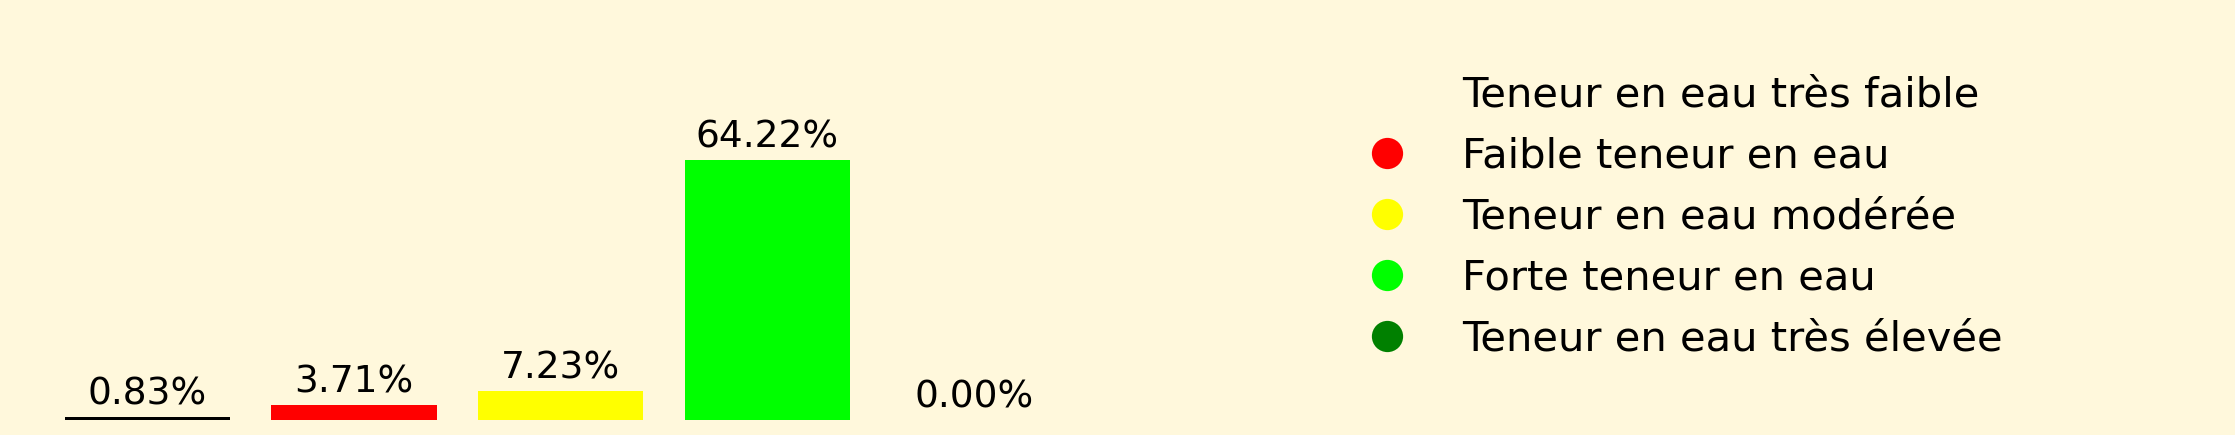 0.83%
3.71%
7.23%
64.22%
0.00%
Teneur en eau très faible
Faible teneur en eau
Teneur en eau modérée
Forte teneur en eau
Teneur en eau très élevée